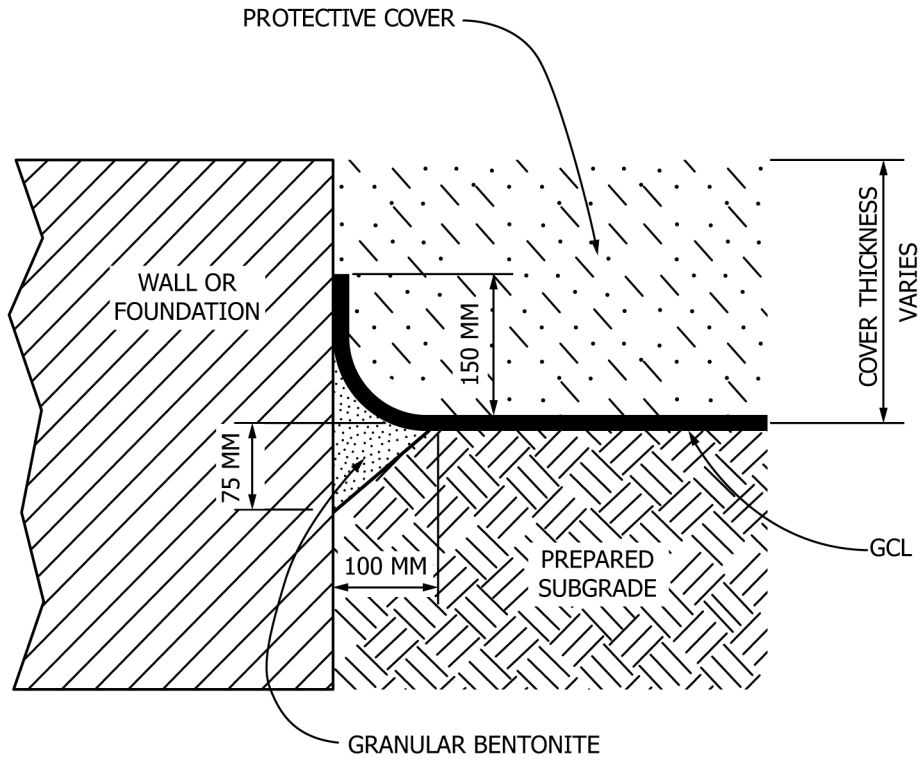 PROTECTIVE COVER
WALL OR
FOUNDATION
COVER THICKNESS
VARIES
150 MM
75 MM
100 MM
PREPARED
SUBGRADE
GCL
GRANULAR BENTONITE